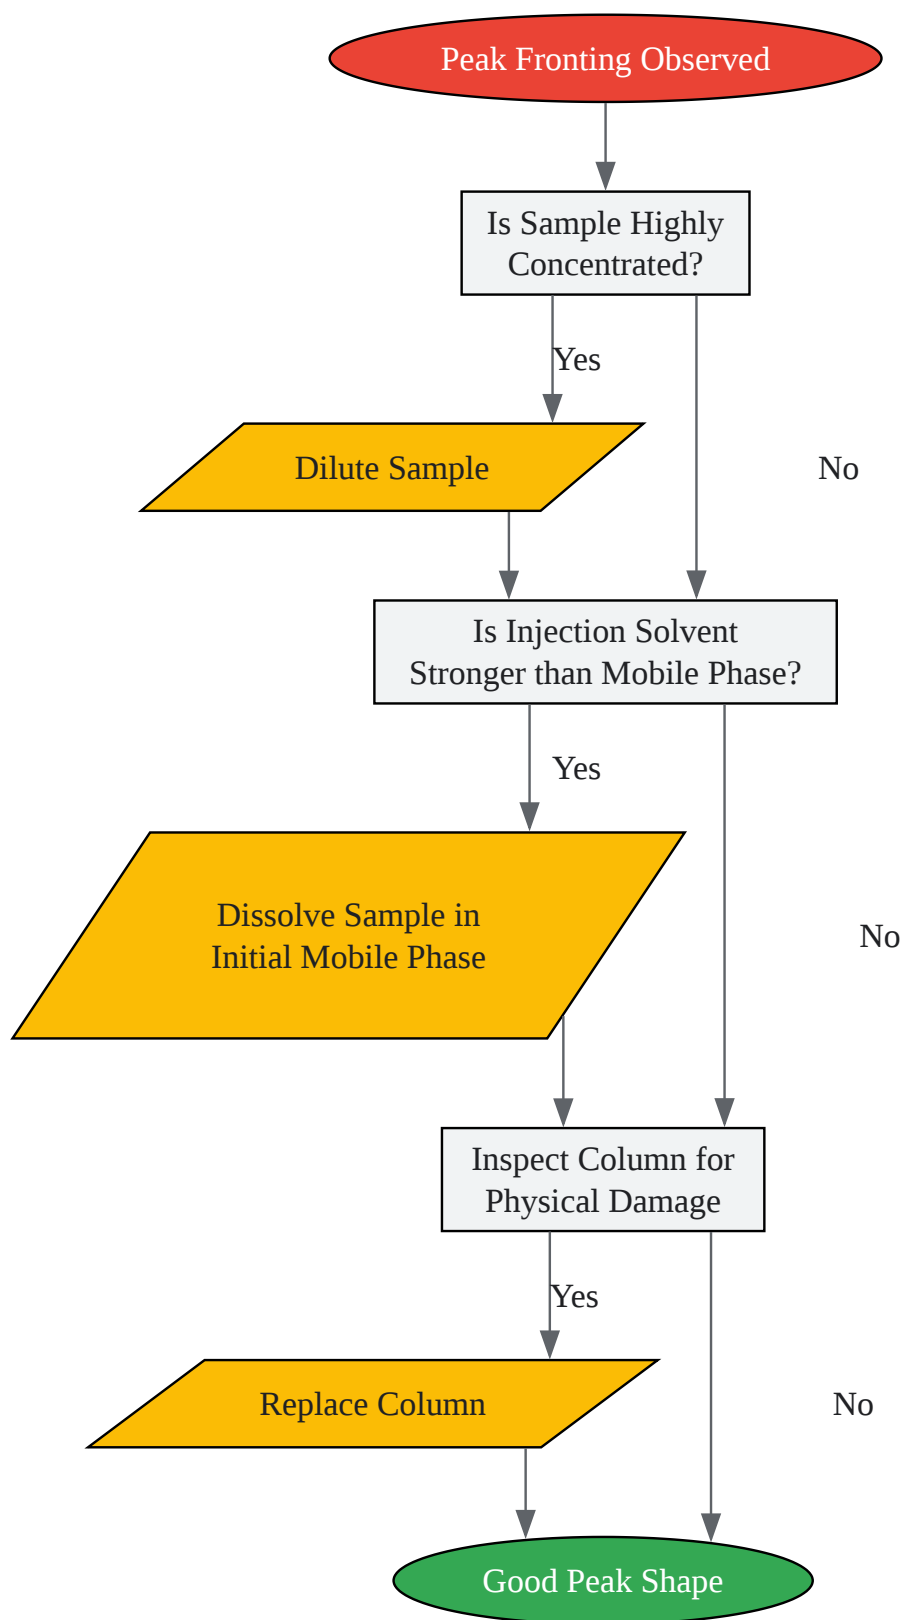 Peak Fronting Observed
Is Sample Highly
Concentrated?
Yes
Dilute Sample
No
Is Injection Solvent
Stronger than Mobile Phase?
Yes
Dissolve Sample in
Initial Mobile Phase
No
Inspect Column for
Physical Damage
Yes
Replace Column
No
Good Peak Shape